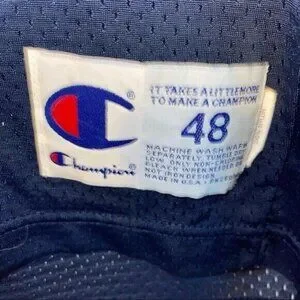 IT TAKES A LITTLE MORE
TO MAKE A CHAMPION
48
Champion
MACHINE WASH WARM
SEPARATELY, TUMBLE DRY
LOW. ONLY NON-CHLORINE
BLEACH WHEN NEEDED. DO
NOT IRON DESIGN.
MADE IN U.S.A.